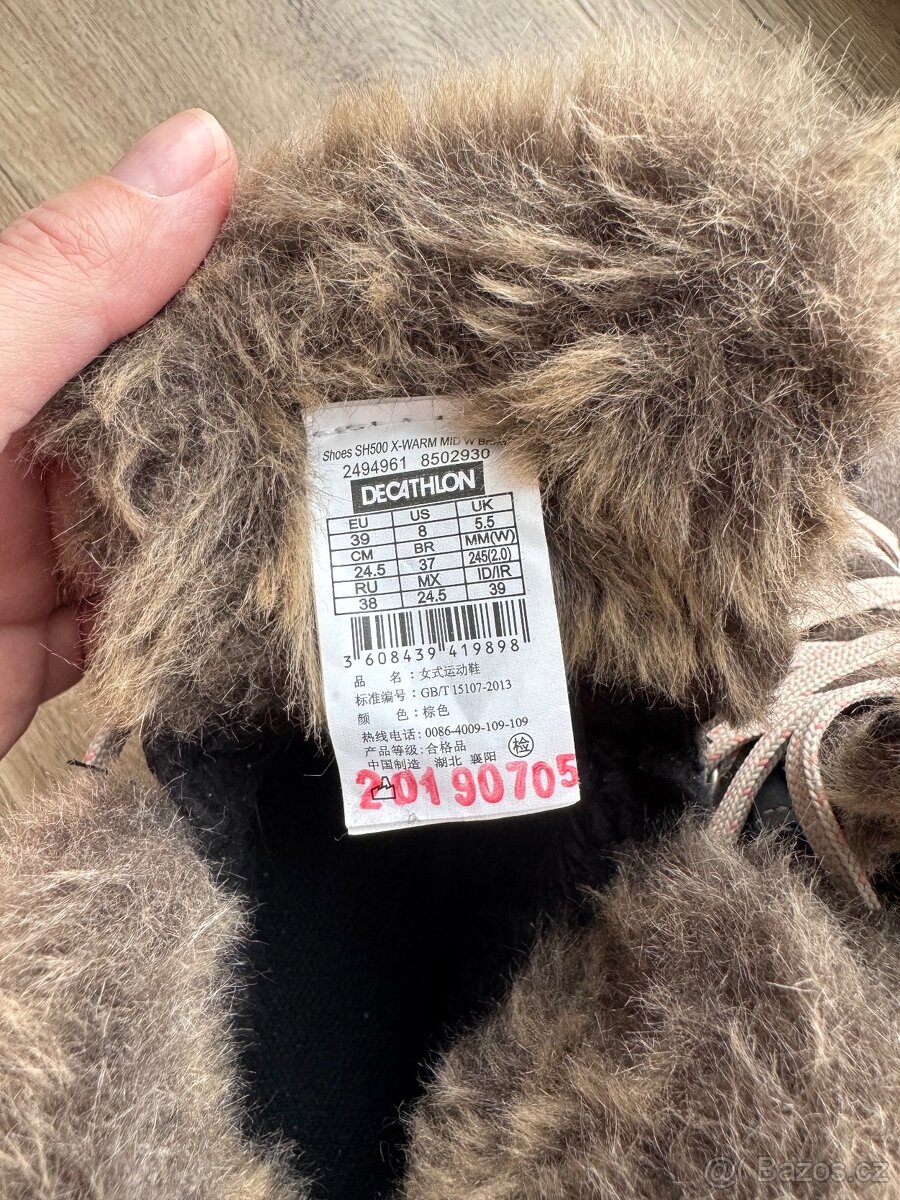 Shoes SH500 X-WARM MID W
2494961 8502930
DECATHLON
EU US UK
39 8 5.5
CM BR MM(W)
24.5 37 245(2.0)
RU MX ID/IR
38 24.5 39
3 608439 419898
品 名：女式运动鞋
标准编号：GB/T 15107-2013
颜 色：棕色
热线电话：0086-4009-109-109
产品等级：合格品
中国制造 湖北 襄阳 检
20190705
@ Bazos.cz